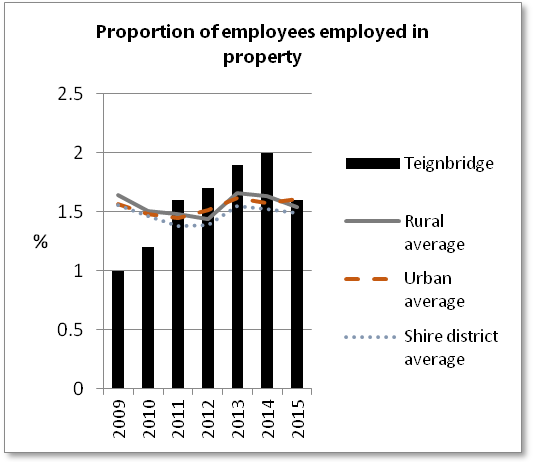 Proportion of employees employed in
property
2.5
2
1.5
%
1
0.5
0
2009 2010 2011 2012 2013 2014 2015
Teignbridge
Rural
average
Urban
average
Shire district
average